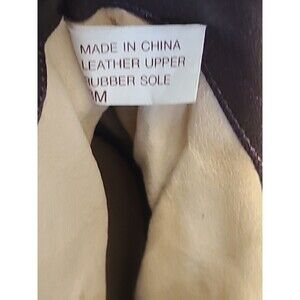 MADE IN CHINA
LEATHER UPPER
RUBBER SOLE